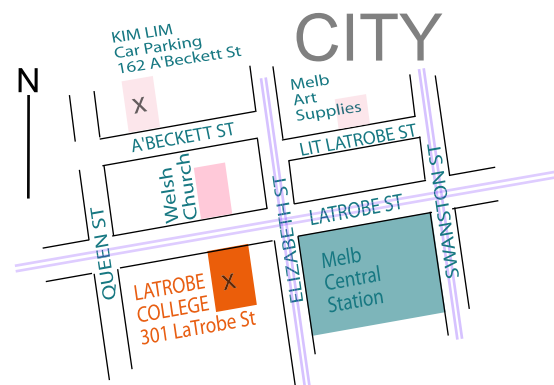 CITY
KIM LIM
Car Parking
162 A'Beckett St
N
X
Melb
Art
Supplies
A'BECKETT ST
LIT LATROBE ST
Welsh
Church
QUEEN ST
ELIZABETH ST
LATROBE ST
SWANSTON ST
LATROBE
COLLEGE
301 LaTrobe St
X
Melb
Central
Station